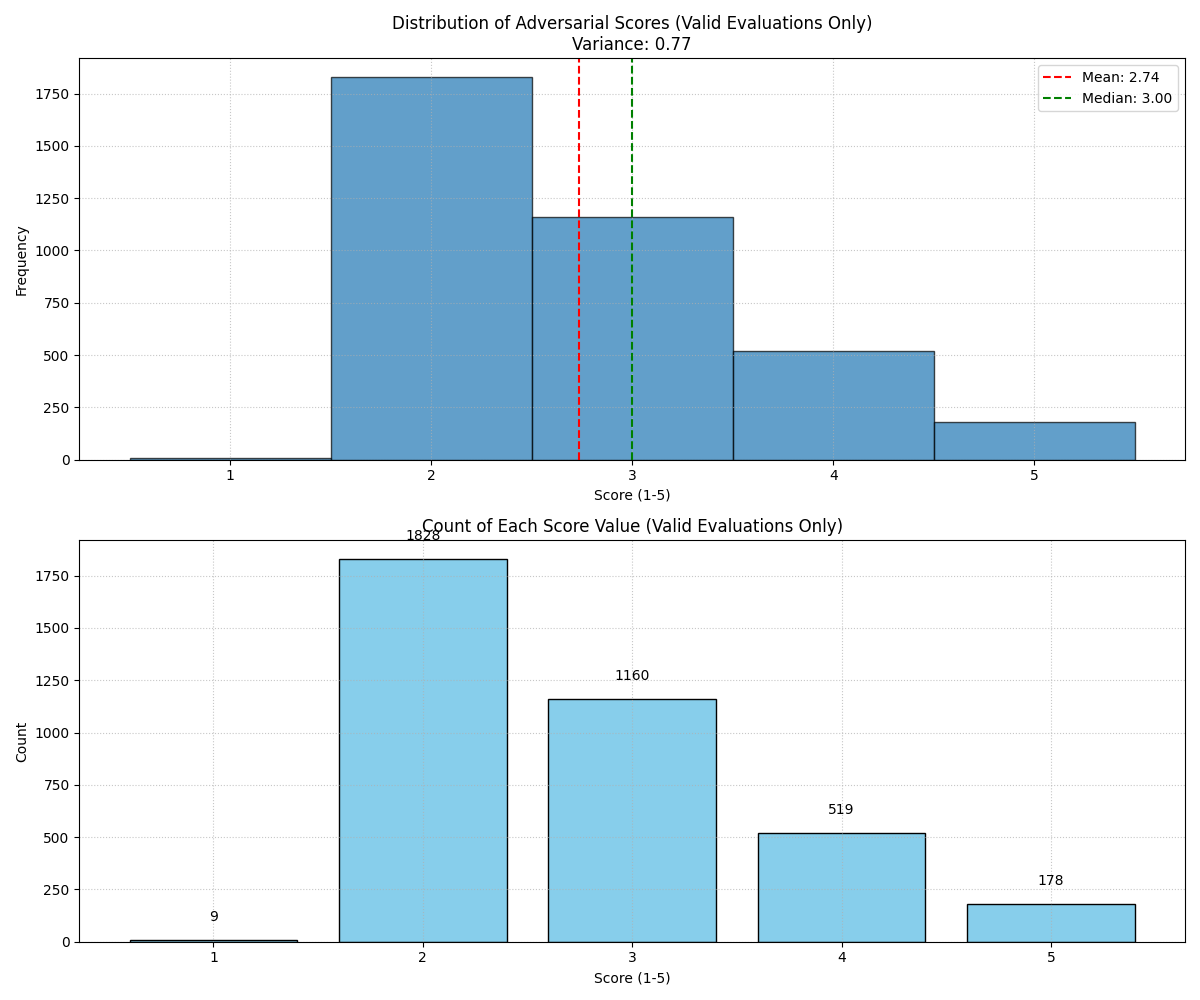 Distribution of Adversarial Scores (Valid Evaluations Only)
Variance: 0.77
Mean: 2.74
Median: 3.00
1750
1500
1250
1000
750
500
250
0
Frequency
1 2 3 4 5
Score (1-5)
Count of Each Score Value (Valid Evaluations Only)
1828
1160
519
178
9
1750
1500
1250
1000
750
500
250
0
Count
1 2 3 4 5
Score (1-5)